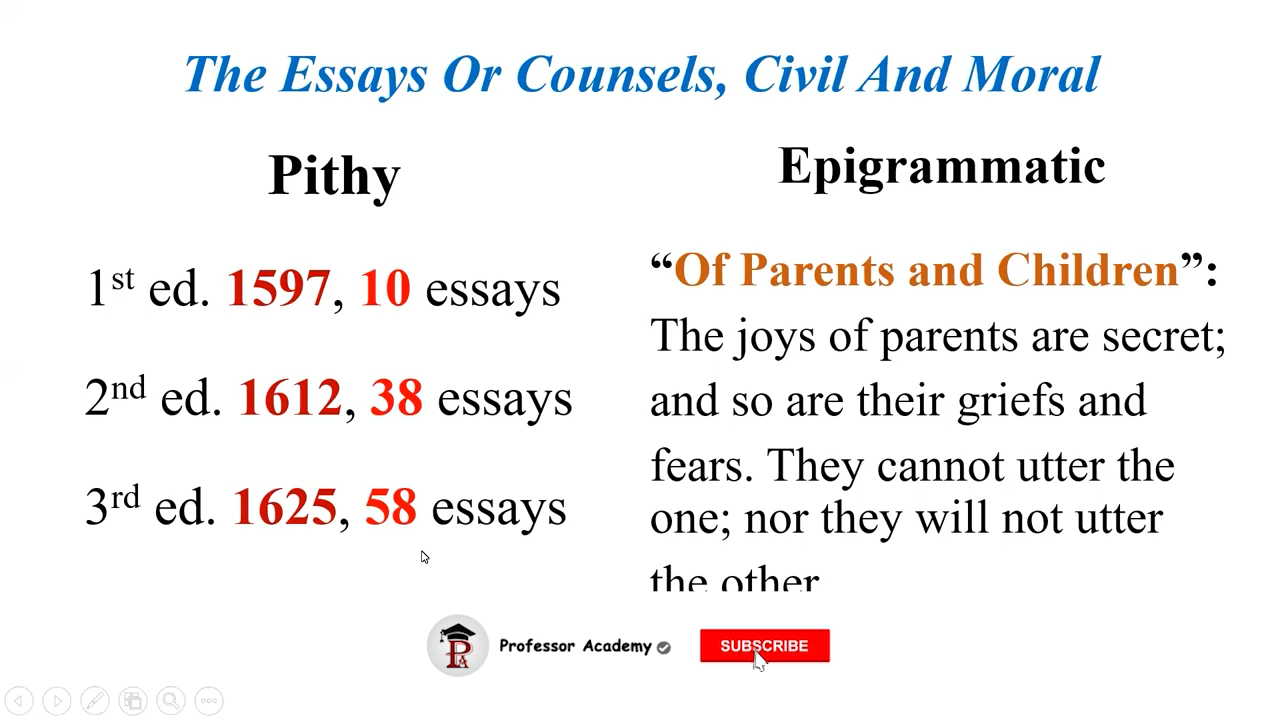 The Essays Or Counsels, Civil And Moral
Pithy
1st ed. 1597, 10 essays
2nd ed. 1612, 38 essays
3rd ed. 1625, 58 essays
Epigrammatic
“Of Parents and Children”:
The joys of parents are secret;
and so are their griefs and
fears. They cannot utter the
one; nor they will not utter
the other
Professor Academy
SUBSCRIBE